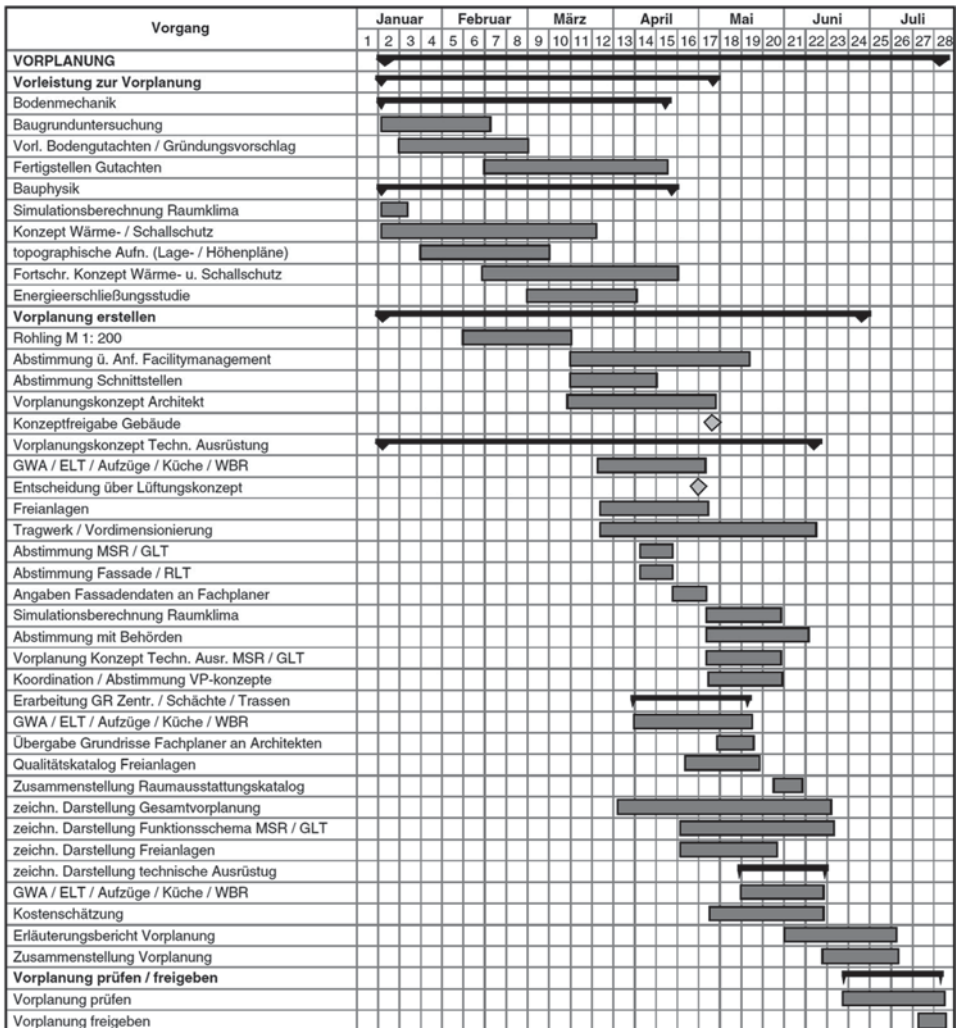 Vorgang
Januar Februar März April Mai Juni Juli
1 2 3 4 5 6 7 8 9 10 11 12 13 14 15 16 17 18 19 20 21 22 23 24 25 26 27 28
VORPLANUNG
Vorleistung zur Vorplanung
Bodenmechanik
Baugrunduntersuchung
Vorl. Bodengutachten / Gründungsvorschlag
Fertigstellen Gutachten
Bauphysik
Simulationsberechnung Raumklima
Konzept Wärme- / Schallschutz
topographische Aufn. (Lage- / Höhenpläne)
Fortschr. Konzept Wärme- u. Schallschutz
Energieerschließungsstudie
Vorplanung erstellen
Rohling M 1: 200
Abstimmung ü. Anf. Facilitymanagement
Abstimmung Schnittstellen
Vorplanungskonzept Architekt
Konzeptfreigabe Gebäude
Vorplanungskonzept Techn. Ausrüstung
GWA / ELT / Aufzüge / Küche / WBR
Entscheidung über Lüftungskonzept
Freianlagen
Tragwerk / Vordimensionierung
Abstimmung MSR / GLT
Abstimmung Fassade / RLT
Angaben Fassadendaten an Fachplaner
Simulationsberechnung Raumklima
Abstimmung mit Behörden
Vorplanung Konzept Techn. Ausr. MSR / GLT
Koordination / Abstimmung VP-konzepte
Erarbeitung GR Zentr. / Schächte / Trassen
GWA / ELT / Aufzüge / Küche / WBR
Übergabe Grundrisse Fachplaner an Architekten
Qualitätskatalog Freianlagen
Zusammenstellung Raumausstattungskatalog
zeichn. Darstellung Gesamtvorplanung
zeichn. Darstellung Funktionsschema MSR / GLT
zeichn. Darstellung Freianlagen
zeichn. Darstellung technische Ausrüstug
GWA / ELT / Aufzüge / Küche / WBR
Kostenschätzung
Erläuterungsbericht Vorplanung
Zusammenstellung Vorplanung
Vorplanung prüfen / freigeben
Vorplanung prüfen
Vorplanung freigeben